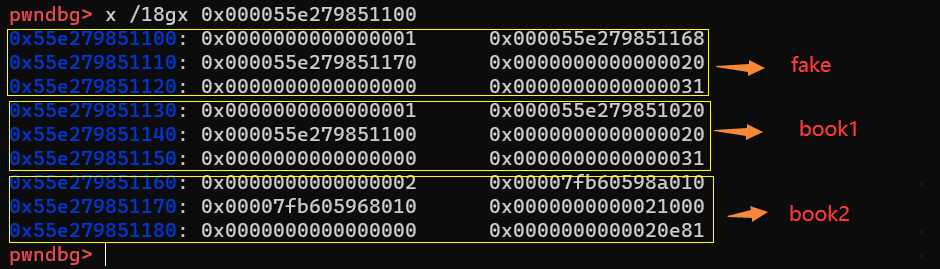 pwndbg> x /18gx 0x000055e279851100
0x55e279851100: 0x0000000000000001 0x000055e279851168
0x55e279851110: 0x000055e279851170 0x0000000000000020 fake
0x55e279851120: 0x0000000000000000 0x0000000000000031
0x55e279851130: 0x0000000000000001 0x000055e279851020
0x55e279851140: 0x000055e279851100 0x0000000000000020 book1
0x55e279851150: 0x0000000000000000 0x0000000000000031
0x55e279851160: 0x0000000000000002 0x00007fb60598a010
0x55e279851170: 0x00007fb605968010 0x0000000000021000 book2
0x55e279851180: 0x0000000000000000 0x0000000000020e81
pwndbg>